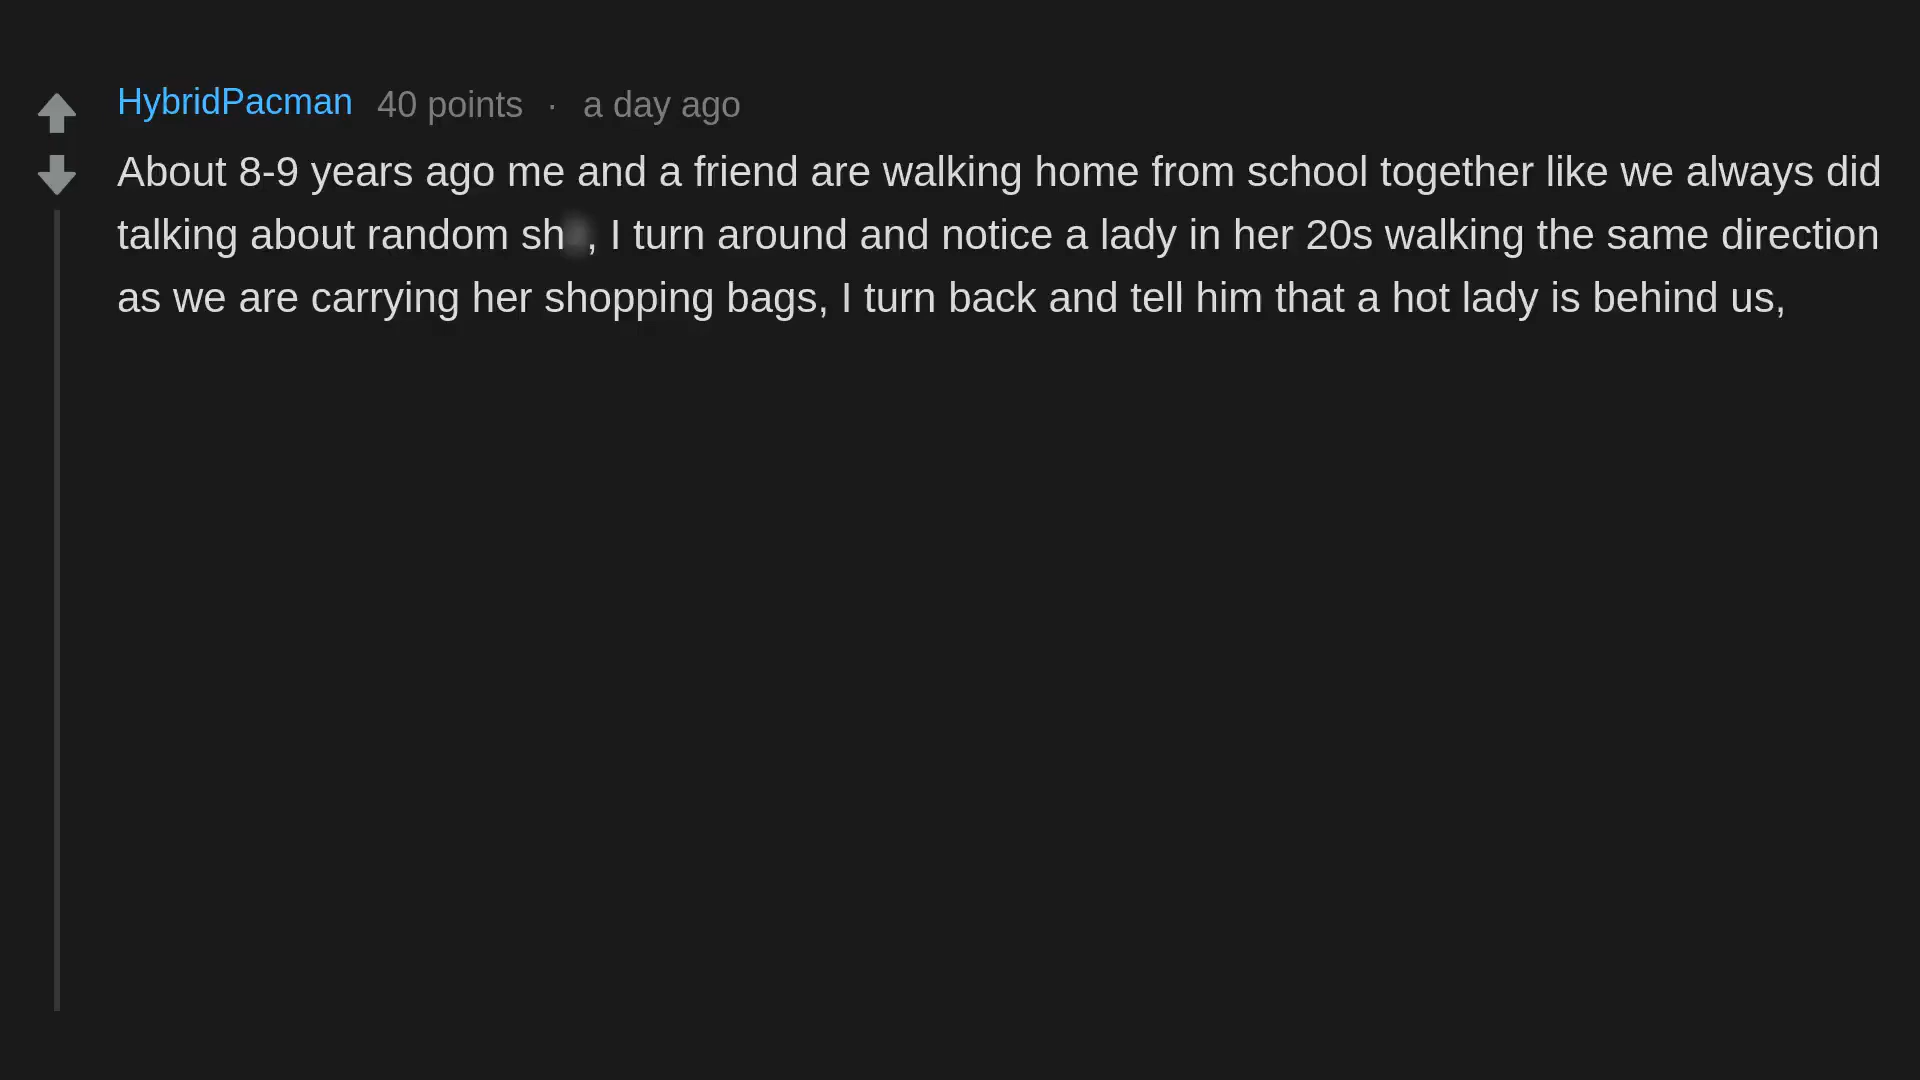 HybridPacman 40 points · a day ago
About 8-9 years ago me and a friend are walking home from school together like we always did
talking about random sh , I turn around and notice a lady in her 20s walking the same direction
as we are carrying her shopping bags, I turn back and tell him that a hot lady is behind us,